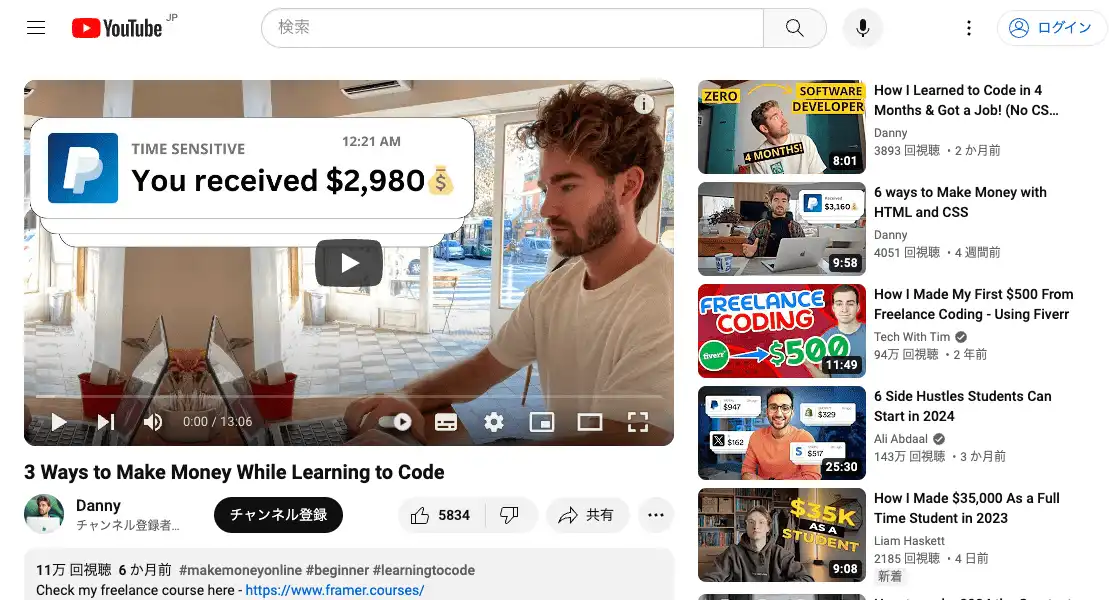 YouTube JP
検索
ログイン
TIME SENSITIVE
12:21 AM
You received $2,980
0:00 / 13:06
3 Ways to Make Money While Learning to Code
Danny
チャンネル登録者...
チャンネル登録
5834
共有
11万 回視聴 6 か月前 #makemoneyonline #beginner #learningtocode
Check my freelance course here - https://www.framer.courses/
ZERO
SOFTWARE
DEVELOPER
4 MONTHS!
8:01
How I Learned to Code in 4
Months & Got a Job! (No CS...
Danny
3893 回視聴 ・2 か月前
Received
$3,160
9:58
6 ways to Make Money with
HTML and CSS
Danny
4051 回視聴 ・4 週間前
FREELANCE
CODING
fiverr
$500
11:49
How I Made My First $500 From
Freelance Coding - Using Fiverr
Tech With Tim
94万 回視聴 ・2 年前
$947
$329
$162
$517
25:30
6 Side Hustles Students Can
Start in 2024
Ali Abdaal
143万 回視聴 ・3 か月前
$35K
AS A
STUDENT
9:08
How I Made $35,000 As a Full
Time Student in 2023
Liam Haskett
2185 回視聴 ・4 日前
新着